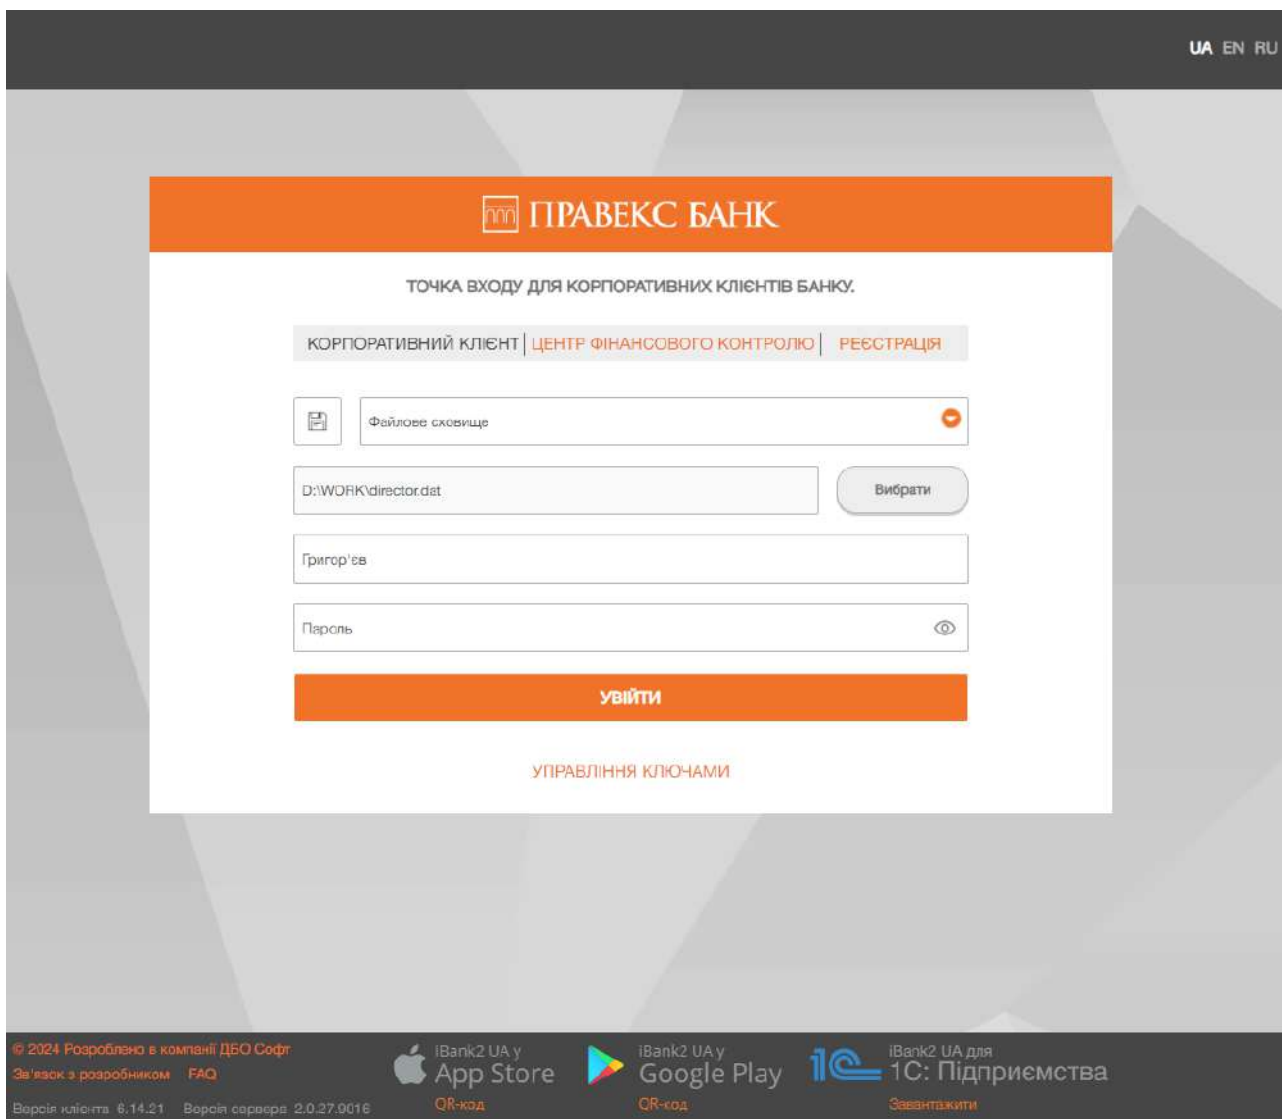 UA EN RU
ПРАВЕКС БАНК
ТОЧКА ВХОДУ ДЛЯ КОРПОРАТИВНИХ КЛІЄНТІВ БАНКУ.
КОРПОРАТИВНИЙ КЛІЄНТ | ЦЕНТР ФІНАНСОВОГО КОНТРОЛЮ | РЕЄСТРАЦІЯ
Файлове сховище
D:\WORK\director.dat Вибрати
Григор'єв
Пароль
УВІЙТИ
УПРАВЛІННЯ КЛЮЧАМИ
© 2024 Розроблено в компанії ДБО Софт
Зв'язок з розробником FAQ
Версія клієнта 6.14.21 Версія сервера 2.0.27.0016
iBank2 UA у
App Store
QR-код
iBank2 UA у
Google Play
QR-код
1С iBank2 UA для
1С: Підприємства
Завантажити